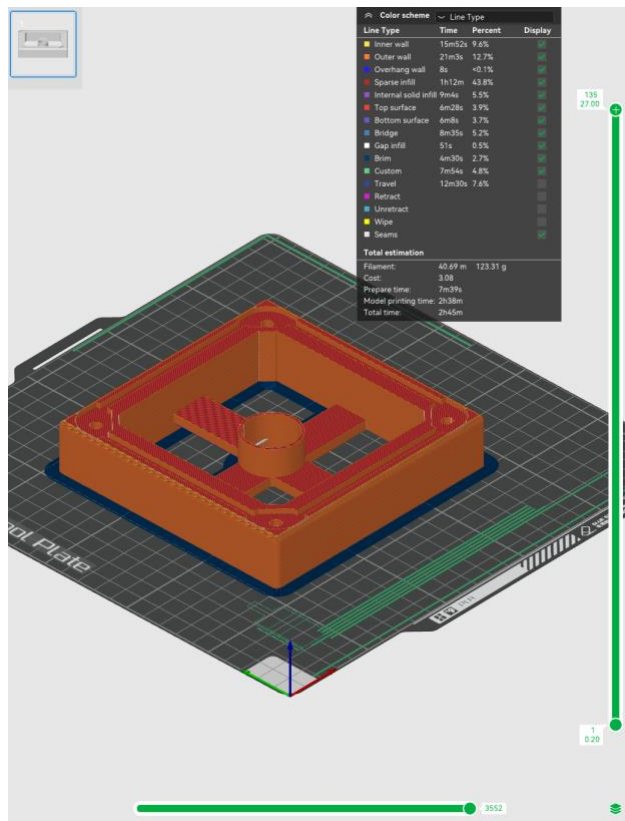 Color scheme Line Type
Line Type Time Percent Display
Inner wall 15m52s 9.6%
Outer wall 21m3s 12.7%
Overhang wall 8s <0.1%
Sparse infill 1h12m 43.8%
Internal solid infill 9m4s 5.5%
Top surface 6m28s 3.9%
Bottom surface 6m8s 3.7%
Bridge 8m35s 5.2%
Gap infill 51s 0.5%
Brim 4m30s 2.7%
Custom 7m54s 4.8%
Travel 12m30s 7.6%
Retract
Unretract
Wipe
Seams
Total estimation
Filament: 40.69 m 123.31 g
Cost: 3.08
Prepare time: 7m39s
Model printing time: 2h38m
Total time: 2h45m
135
27.00
ool Plate
1
0.20
3552